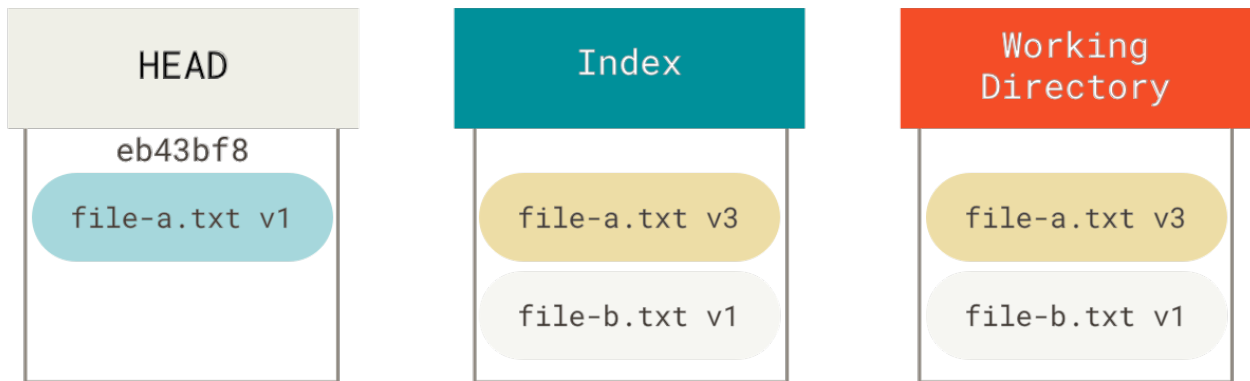 HEAD
eb43bf8
file-a.txt v1
Index
file-a.txt v3
file-b.txt v1
Working
Directory
file-a.txt v3
file-b.txt v1